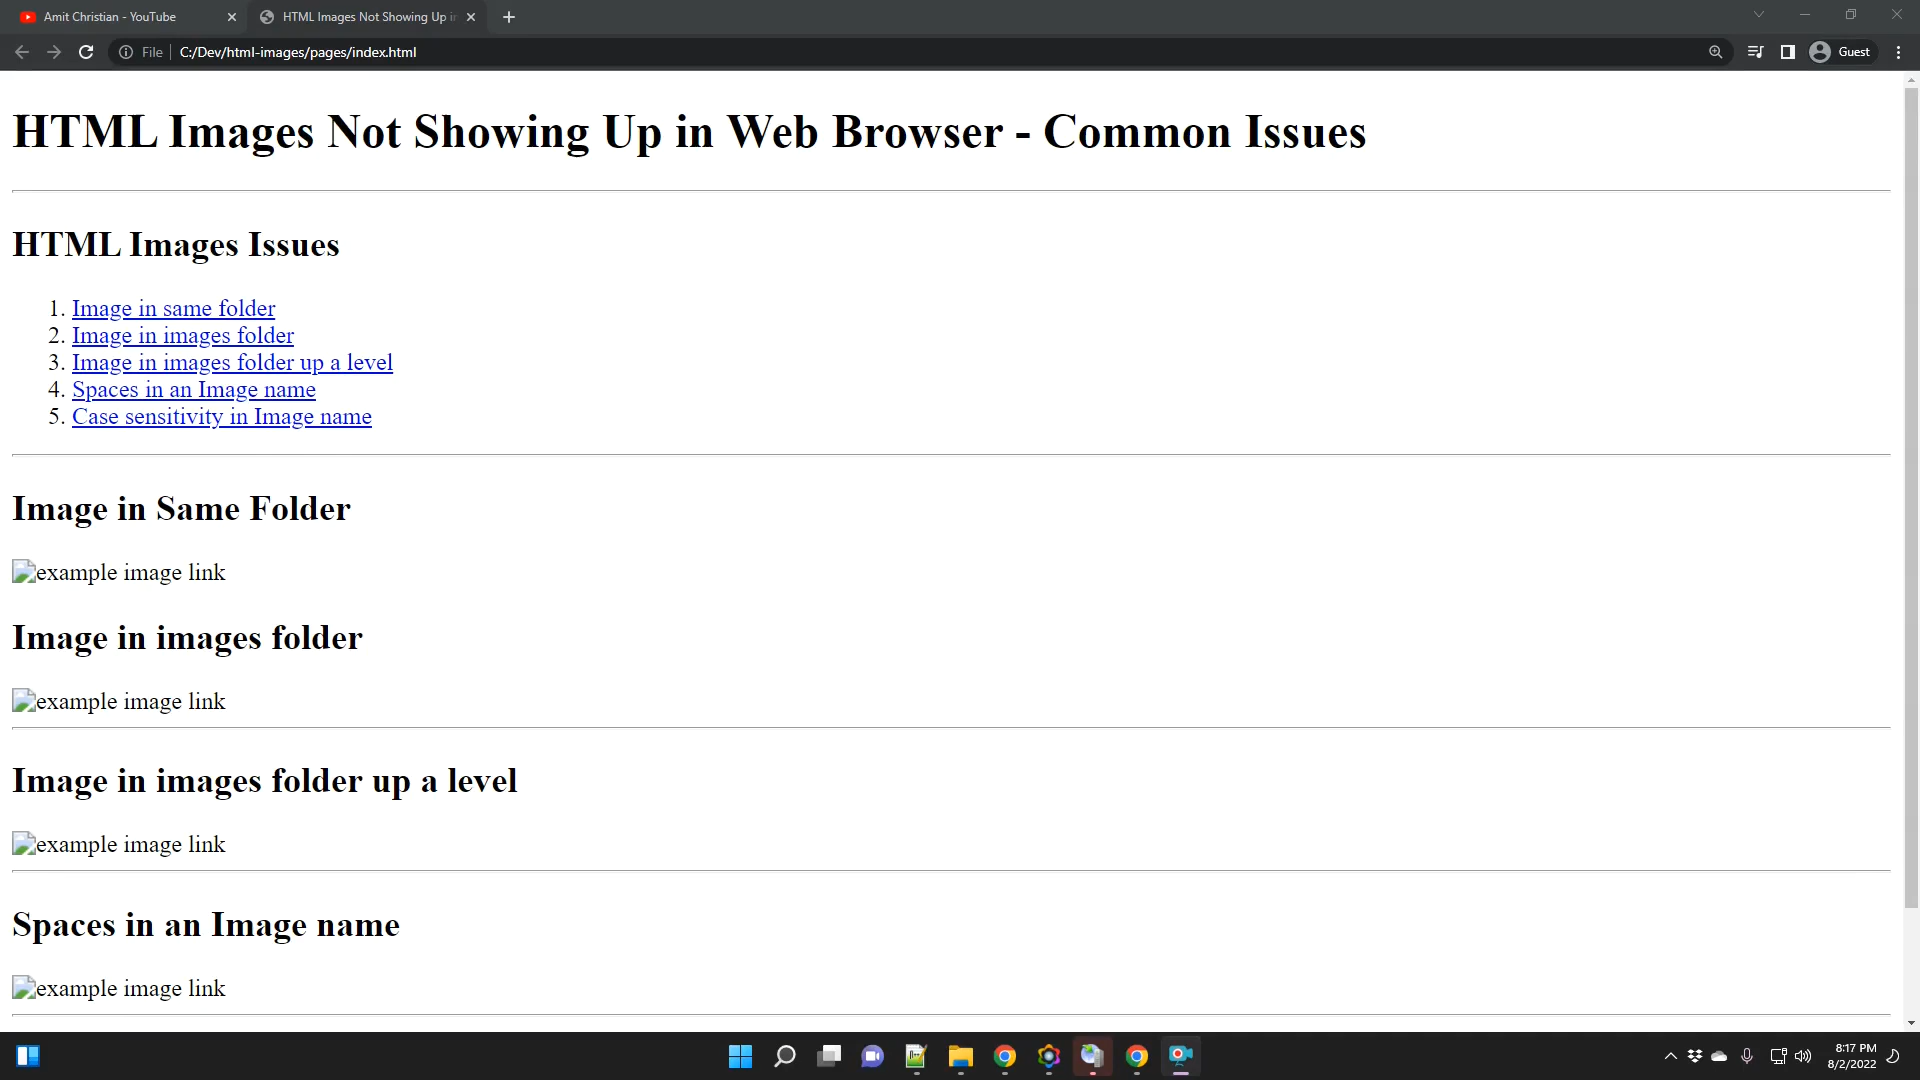 Amit Christian - YouTube
HTML Images Not Showing Up in
File
C:/Dev/html-images/pages/index.html
Guest
HTML Images Not Showing Up in Web Browser - Common Issues
HTML Images Issues
1. Image in same folder
2. Image in images folder
3. Image in images folder up a level
4. Spaces in an Image name
5. Case sensitivity in Image name
Image in Same Folder
example image link
Image in images folder
example image link
Image in images folder up a level
example image link
Spaces in an Image name
example image link
8:17 PM
8/2/2022